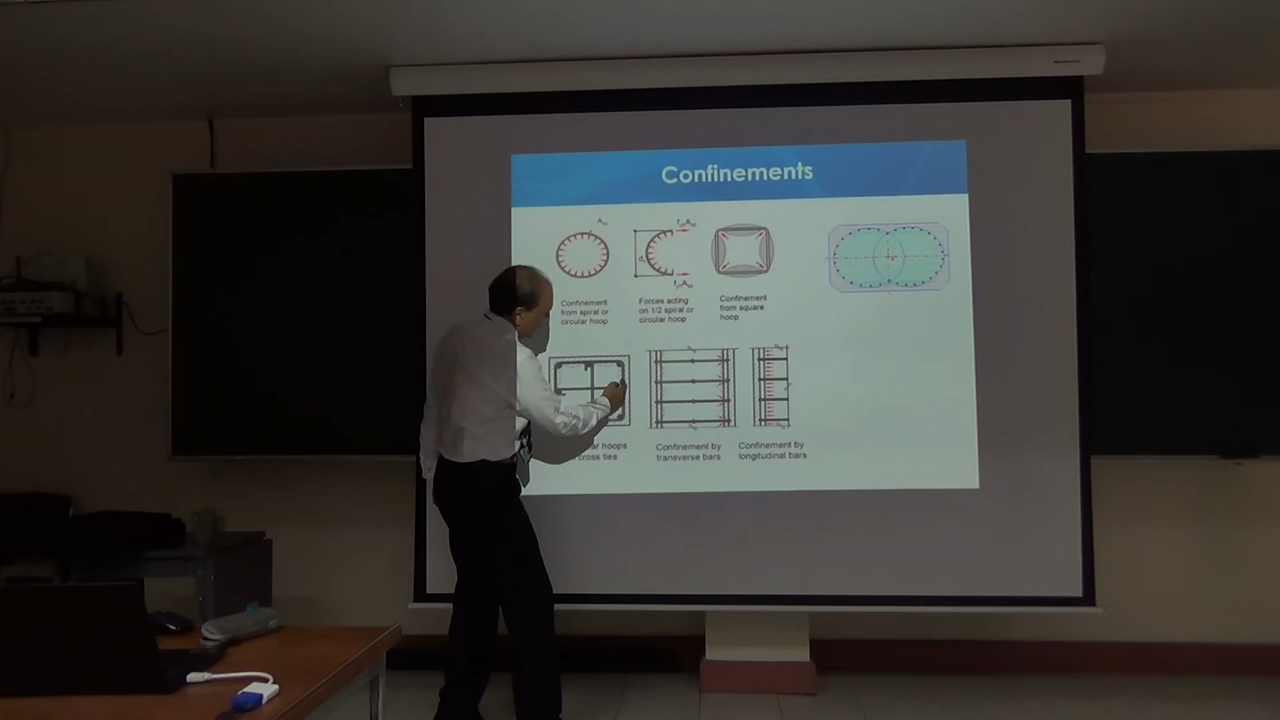 Confinements
Confinement
from spiral or
circular hoop
Forces acting
on 1/2 spiral or
circular hoop
Confinement
from square
hoop
hoops
cross ties
Confinement by
transverse bars
Confinement by
longitudinal bars